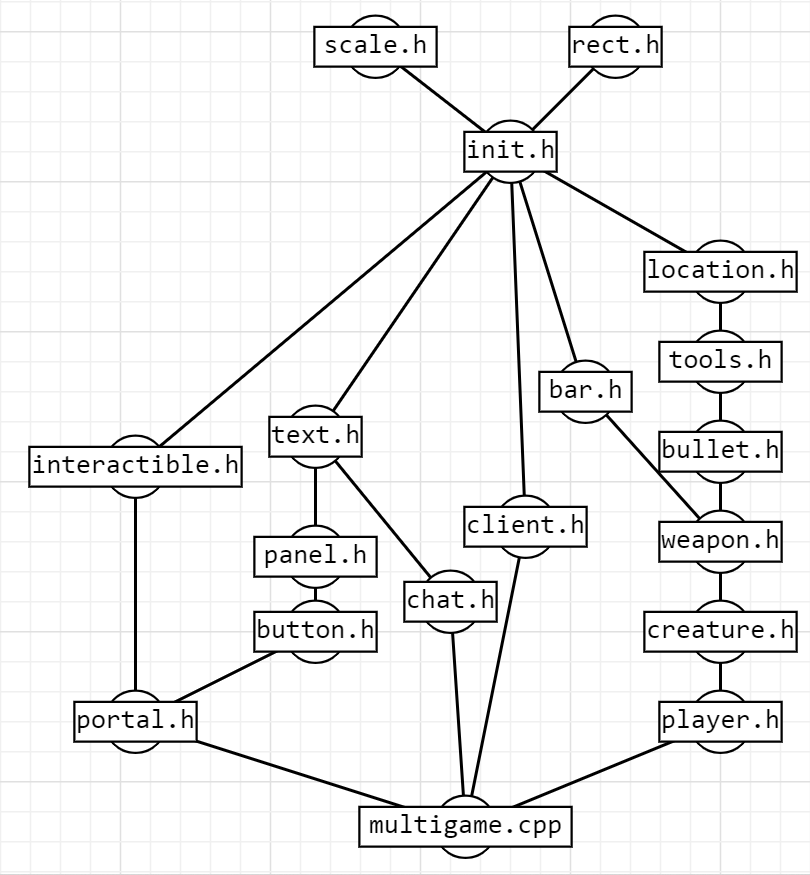 scale.h
rect.h
init.h
location.h
tools.h
bar.h
text.h
bullet.h
interactible.h
client.h
weapon.h
panel.h
chat.h
button.h
creature.h
portal.h
player.h
multigame.cpp